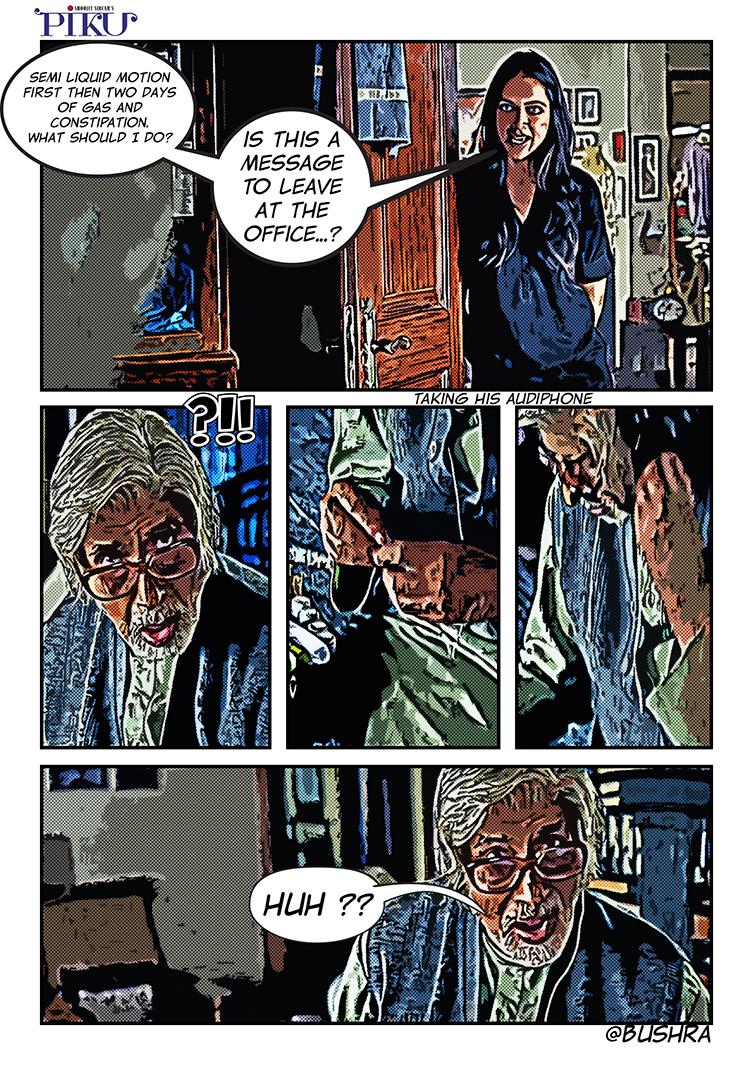 SHOOJIT SIRCAR'S
PIKU
SEMI LIQUID MOTION
FIRST THEN TWO DAYS
OF GAS AND
CONSTIPATION.
WHAT SHOULD I DO?
IS THIS A
MESSAGE
TO LEAVE
AT THE
OFFICE...?
?!!
TAKING HIS AUDIPHONE
HUH ??
@BUSHRA